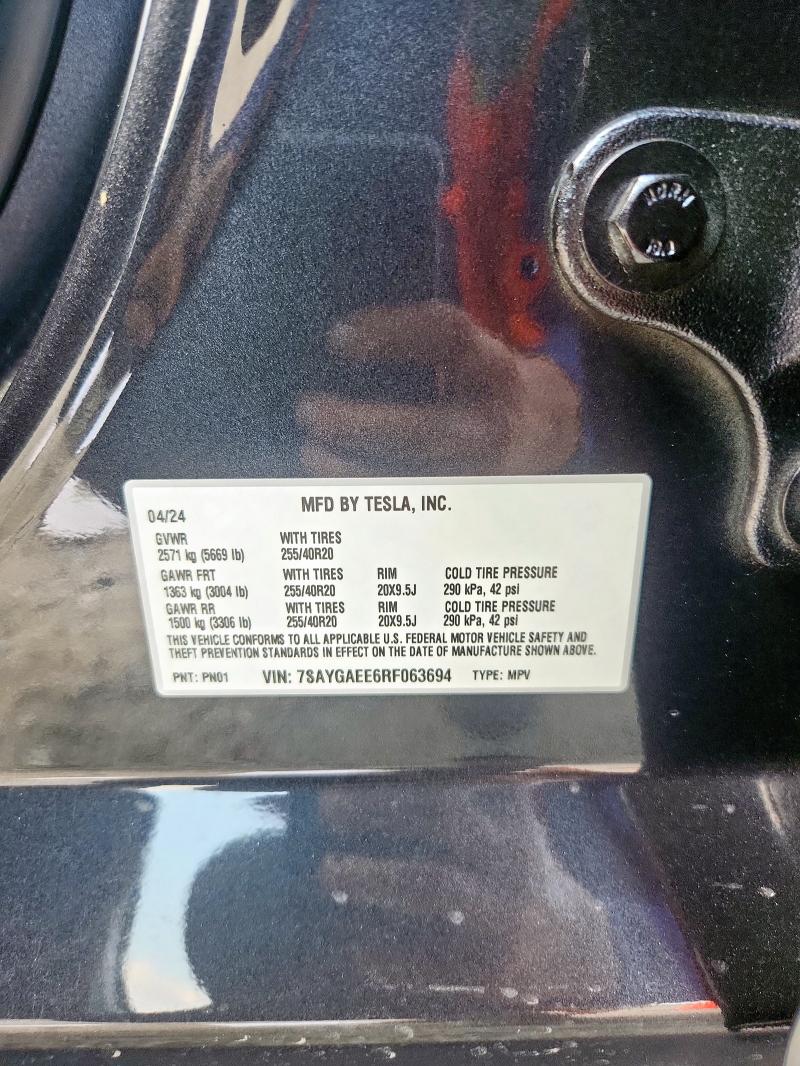 MFD BY TESLA, INC.
04/24
GVWR WITH TIRES
2571 kg (5669 lb) 255/40R20
GAWR FRT WITH TIRES RIM COLD TIRE PRESSURE
1363 kg (3004 lb) 255/40R20 20X9.5J 290 kPa, 42 psi
GAWR RR WITH TIRES RIM COLD TIRE PRESSURE
1500 kg (3306 lb) 255/40R20 20X9.5J 290 kPa, 42 psi
THIS VEHICLE CONFORMS TO ALL APPLICABLE U.S. FEDERAL MOTOR VEHICLE SAFETY AND
THEFT PREVENTION STANDARDS IN EFFECT ON THE DATE OF MANUFACTURE SHOWN ABOVE.
PNT: PN01 VIN: 7SAYGAEE6RF063694 TYPE: MPV